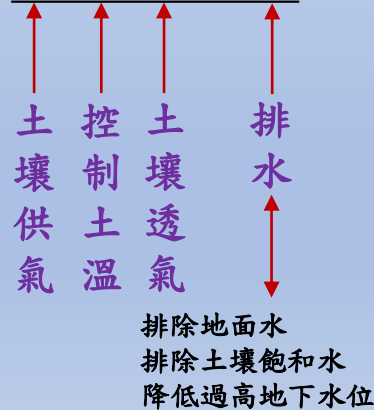 土壤供氣
控制土溫
土壤透氣
排水
排除地面水
排除土壤飽和水
降低過高地下水位